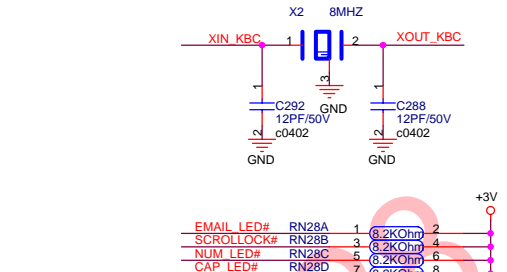 X2 8MHZ
XIN_KBC 1 2 XOUT_KBC
3
1 GND 1
C292 C288
12PF/50V 12PF/50V
2 c0402 2 c0402
GND GND
+3V
EMAIL_LED# RN28A 1 8.2KOhm 2
SCROLLOCK# RN28B 3 8.2KOhm 4
NUM_LED# RN28C 5 8.2KOhm 6
CAP_LED# RN28D 7 8.2KOhm 8